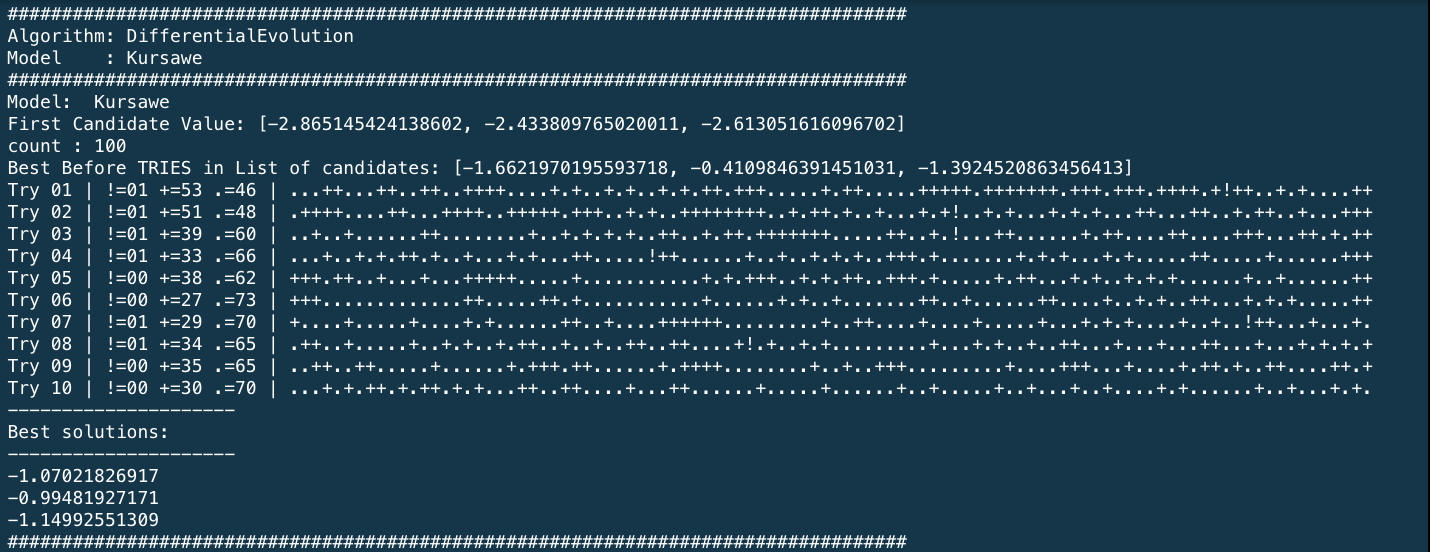 ###################################################################################
Algorithm: DifferentialEvolution
Model    : Kursawe
###################################################################################
Model:  Kursawe
First Candidate Value: [-2.865145424138602, -2.433809765020011, -2.613051616096702]
count : 100
Best Before TRIES in List of candidates: [-1.6621970195593718, -0.4109846391451031, -1.3924520863456413]
Try 01 | !=01 +=53 .=46 | ...++...++..++..++++....+.+..+.+..+.+.++.+++.....+.++.....+++++.+++++++.+++.+++.++++.+!++..+.+....++
Try 02 | !=01 +=51 .=48 | .++++....++...++++..+++++.+++..+.+..++++++++..+.++.+..+...+.+!..+.+...+.+.+...++...++..+.++..+...+++
Try 03 | !=01 +=39 .=60 | ..+..+......++........+..+.+.+.+..++..+.++.+++++++.....++..+.!...++......+.++....++.....+++...++.+.++
Try 04 | !=01 +=33 .=66 | ...+..+.+.++.+..+...+..++.....!++......+..+..+.+..+.+++.+.......+.+.+...+.+.+.....++.....+......+++
Try 05 | !=00 +=38 .=62 | +++.++..+...+...+++++.....+...........+.+.+++..+.+.++..+++.+......++..+.+..+.+.+.+......+..+......++
Try 06 | !=00 +=27 .=73 | +++.............++.....++.+...........+......+.+..+.......++..+......++....+..+.+.++...+.+.+.....++
Try 07 | !=01 +=29 .=70 | +....+.....+....+.+......++..+....++++++.........+..++....+....+.....+...+.+.+....+..+..!++...+...+.
Try 08 | !=01 +=34 .=65 | .++..+.....+..+.+..+.++..+..+..++..++....+!.+..+.+.........+....+.+..+..++...+...+...++...+..+.+.+.+
Try 09 | !=00 +=35 .=65 | ..++..++.....+......+.+++.++......+.++++........+..+..+++.........+....+++...+....+.++.+..++....++.+
Try 10 | !=00 +=30 .=70 | ...+.+.++.+.++.+.+...++..++....+...++......+.....+......+..+.....+..+...+..+....+.+......+..+...+.+.
---------------------
Best solutions:
---------------------
-1.07021826917
-0.99481927171
-1.14992551309
###################################################################################